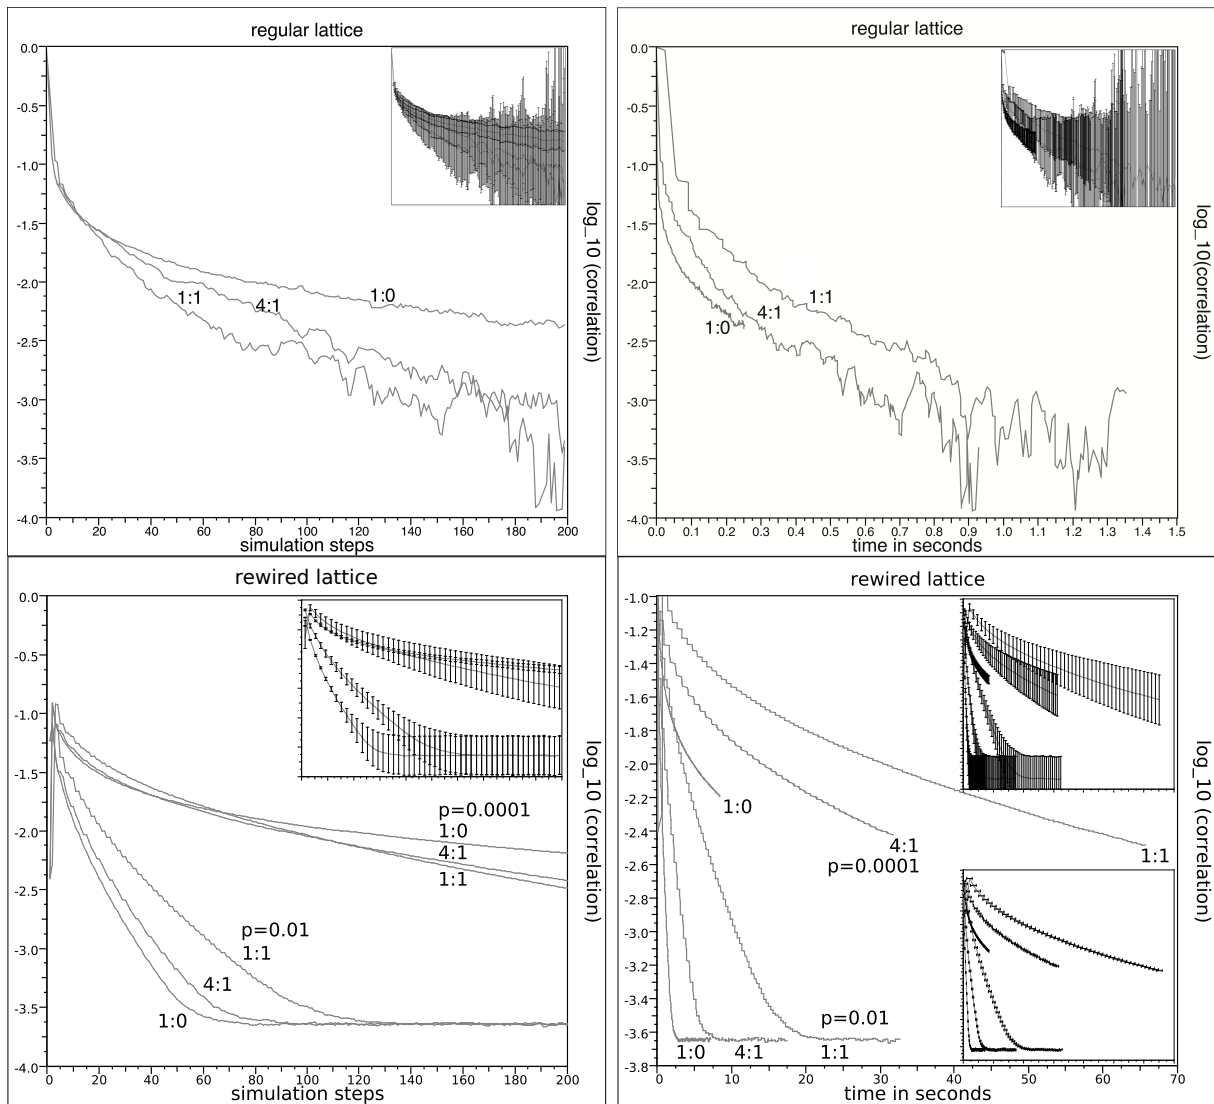 regular lattice
0.0
-0.5
-1.0
-1.5
-2.0
-2.5
-3.0
-3.5
-4.0
1:1
4:1
1:0
log_10 (correlation)
0 20 40 60 80 100 120 140 160 180 200
simulation steps
regular lattice
0.0
-0.5
-1.0
-1.5
-2.0
-2.5
-3.0
-3.5
-4.0
1:1
4:1
1:0
log_10(correlation)
0.0 0.1 0.2 0.3 0.4 0.5 0.6 0.7 0.8 0.9 1.0 1.1 1.2 1.3 1.4 1.5
time in seconds
rewired lattice
0.0
-0.5
-1.0
-1.5
-2.0
-2.5
-3.0
-3.5
-4.0
p=0.0001
1:0
4:1
1:1
p=0.01
1:1
4:1
1:0
log_10 (correlation)
0 20 40 60 80 100 120 140 160 180 200
simulation steps
rewired lattice
-1.0
-1.2
-1.4
-1.6
-1.8
-2.0
-2.2
-2.4
-2.6
-2.8
-3.0
-3.2
-3.4
-3.6
-3.8
1:0
4:1
1:1
p=0.0001
p=0.01
1:0 4:1 1:1
log_10 (correlation)
0 10 20 30 40 50 60 70
time in seconds